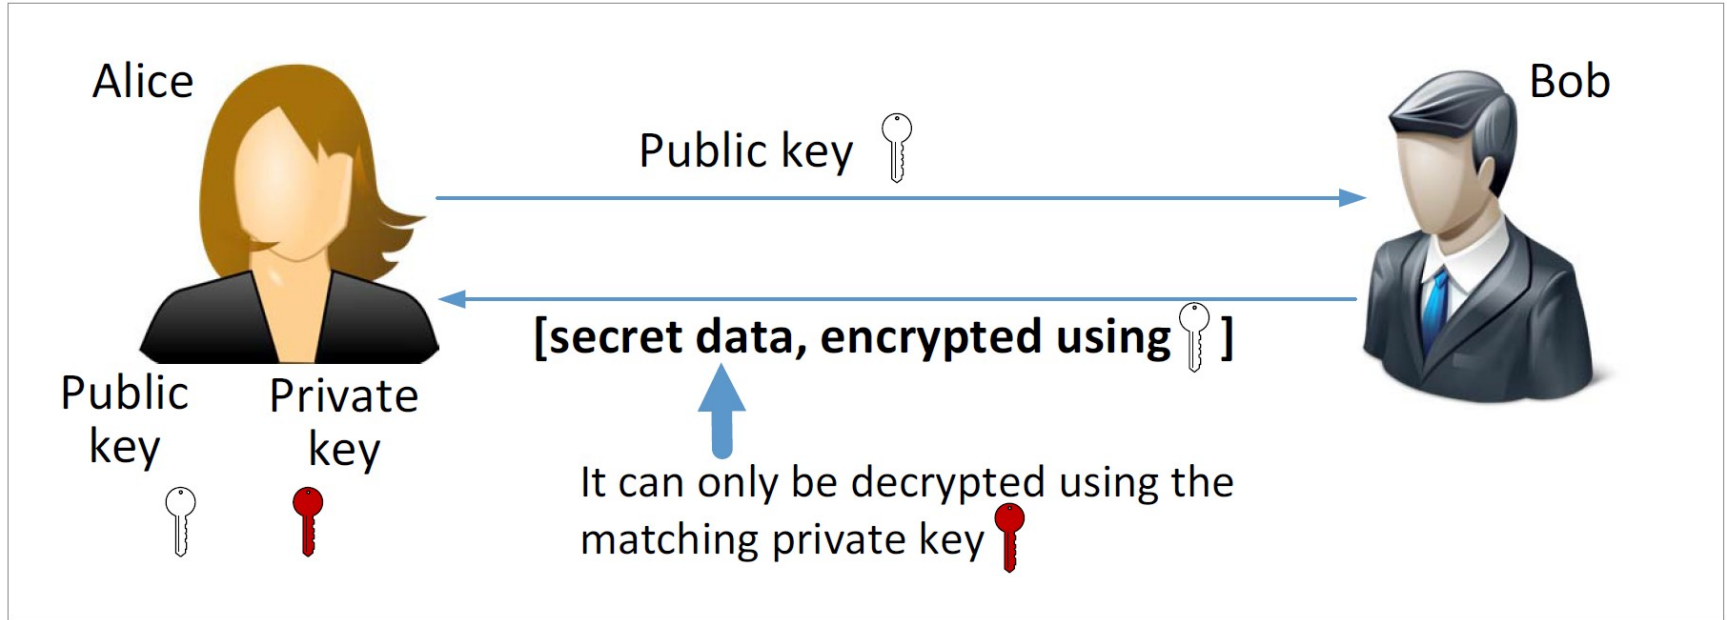 Alice
Bob
Public key
[secret data, encrypted using ]
Public
key
Private
key
It can only be decrypted using the
matching private key